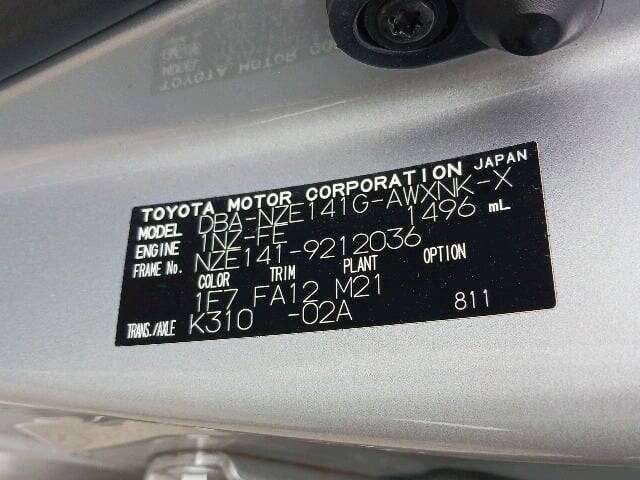 TOYOTA MOTOR CORPORATION JAPAN
MODEL DBA-NZE141G-AWXNK-X
ENGINE 1NZ-FE 1496 mL
FRAME No. NZE141-9212036
COLOR TRIM PLANT OPTION
1F7 FA12 M21
TRANS./AXLE K310 -02A 811